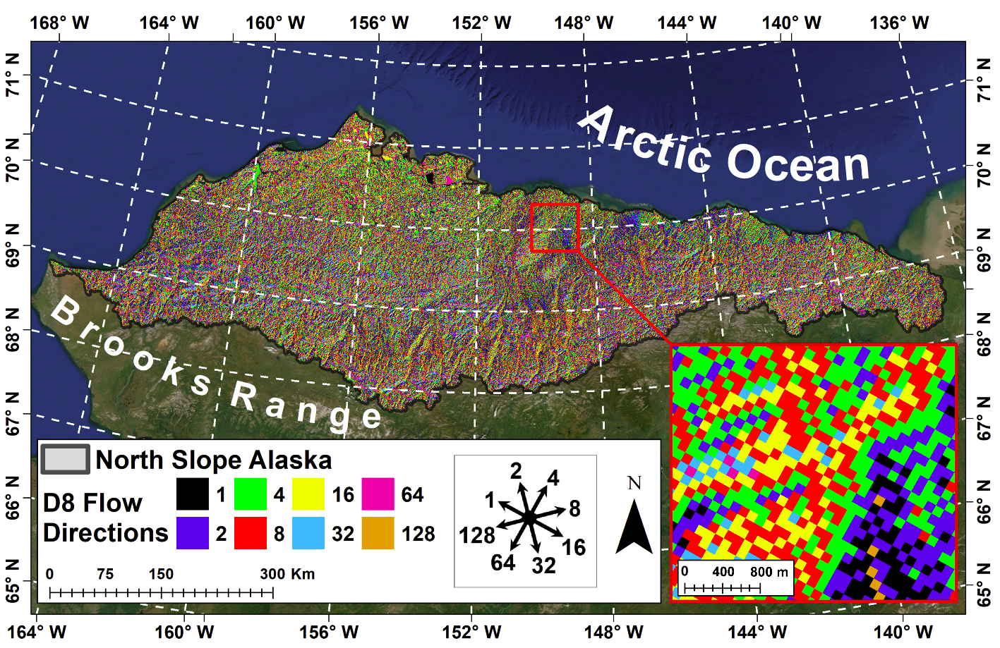 168° W 164° W 160° W 156° W 152° W 148° W 144° W 140° W 136° W
71° N
70° N
69° N
68° N
67° N
66° N
65° N
71° N
70° N
69° N
68° N
67° N
66° N
65° N
Arctic Ocean
Brooks Range
North Slope Alaska
D8 Flow
Directions
1 4 16 64
2 8 32 128
0 75 150 300 Km
2
4
1
8
128
16
64
32
N
0 400 800 m
164° W 160° W 156° W 152° W 148° W 144° W 140° W